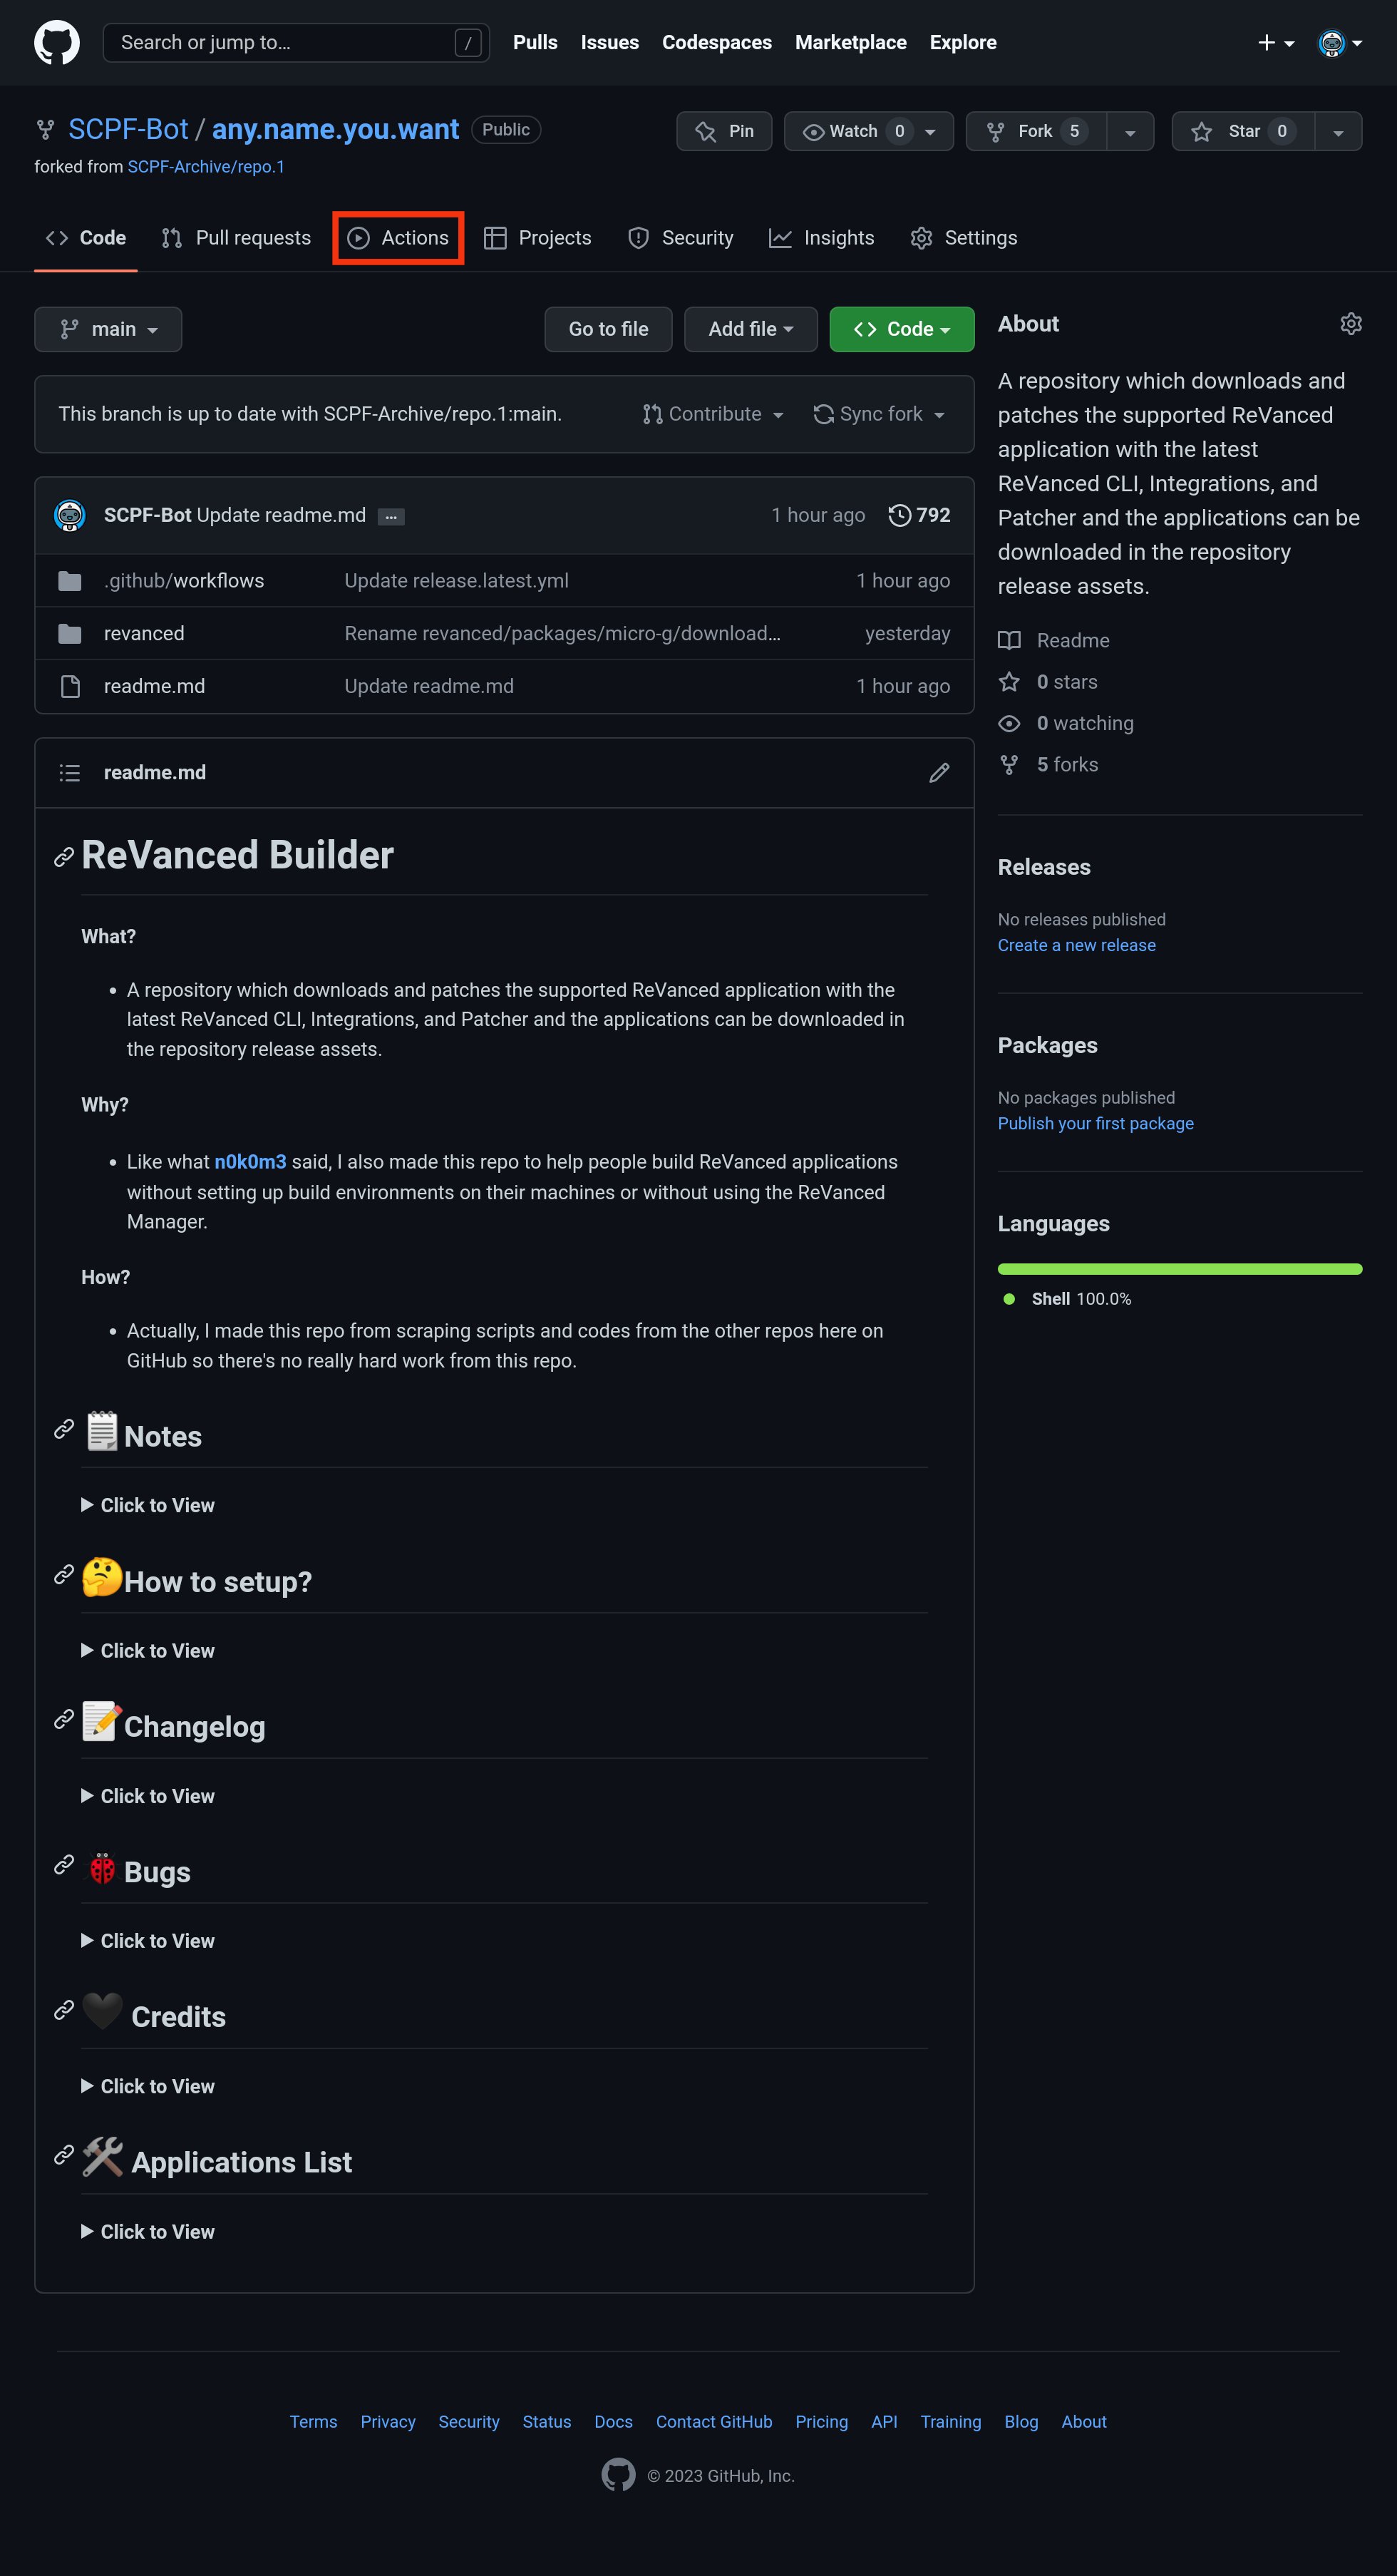 Search or jump to… /
Pulls Issues Codespaces Marketplace Explore
SCPF-Bot / any.name.you.want Public
Pin Watch 0 Fork 5 Star 0
forked from SCPF-Archive/repo.1
Code Pull requests Actions Projects Security Insights Settings
main Go to file Add file Code
This branch is up to date with SCPF-Archive/repo.1:main. Contribute Sync fork
SCPF-Bot Update readme.md ... 1 hour ago 792
.github/workflows Update release.latest.yml 1 hour ago
revanced Rename revanced/packages/micro-g/download… yesterday
readme.md Update readme.md 1 hour ago
readme.md
ReVanced Builder
What?
• A repository which downloads and patches the supported ReVanced application with the
latest ReVanced CLI, Integrations, and Patcher and the applications can be downloaded in
the repository release assets.
Why?
• Like what n0k0m3 said, I also made this repo to help people build ReVanced applications
without setting up build environments on their machines or without using the ReVanced
Manager.
How?
• Actually, I made this repo from scraping scripts and codes from the other repos here on
GitHub so there's no really hard work from this repo.
Notes
Click to View
How to setup?
Click to View
Changelog
Click to View
Bugs
Click to View
Credits
Click to View
Applications List
Click to View
About
A repository which downloads and
patches the supported ReVanced
application with the latest
ReVanced CLI, Integrations, and
Patcher and the applications can be
downloaded in the repository
release assets.
Readme
0 stars
0 watching
5 forks
Releases
No releases published
Create a new release
Packages
No packages published
Publish your first package
Languages
Shell 100.0%
Terms Privacy Security Status Docs Contact GitHub Pricing API Training Blog About
© 2023 GitHub, Inc.